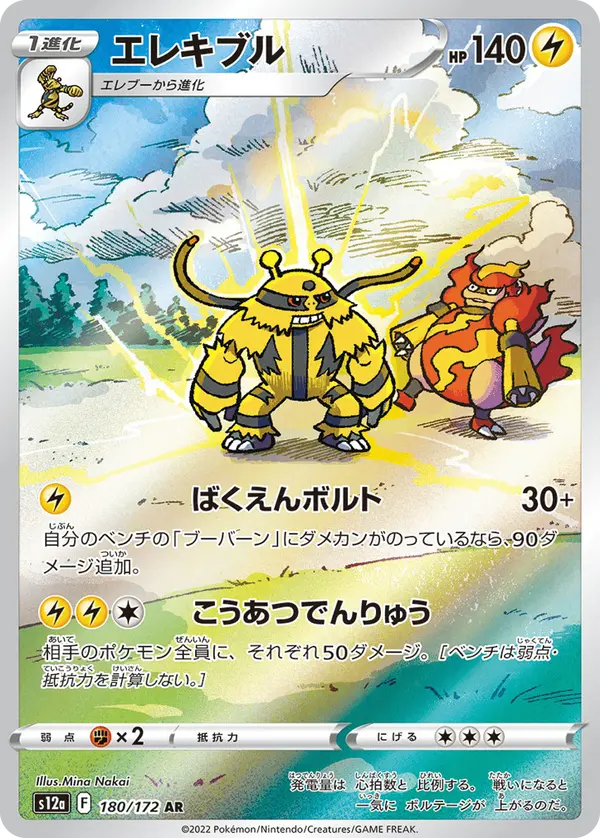 1進化 エレキブル HP140
エレブーから進化
ばくえんボルト 30+
自分のベンチの「ブーバーン」にダメカンがのっているなら、90ダ
メージ追加。
こうあつでんりゅう
相手のポケモン全員に、それぞれ50ダメージ。[ベンチは弱点・
抵抗力を計算しない。]
弱点 ×2 抵抗力 にげる
Illus.Mina Nakai
s12a F 180/172 AR
発電量は 心拍数と 比例する。 戦いになると
一気に ボルテージが 上がるのだ。
©2022 Pokémon/Nintendo/Creatures/GAME FREAK.